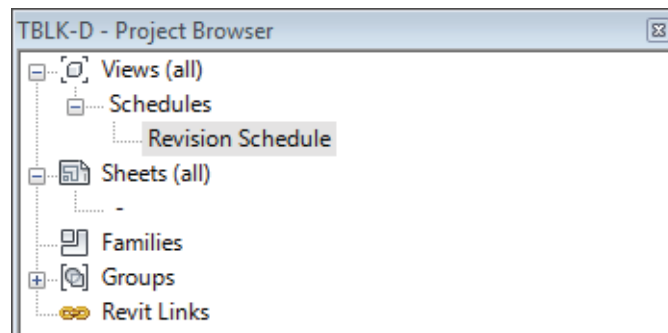 TBLK-D - Project Browser
Views (all)
Schedules
Revision Schedule
Sheets (all)
-
Families
Groups
Revit Links